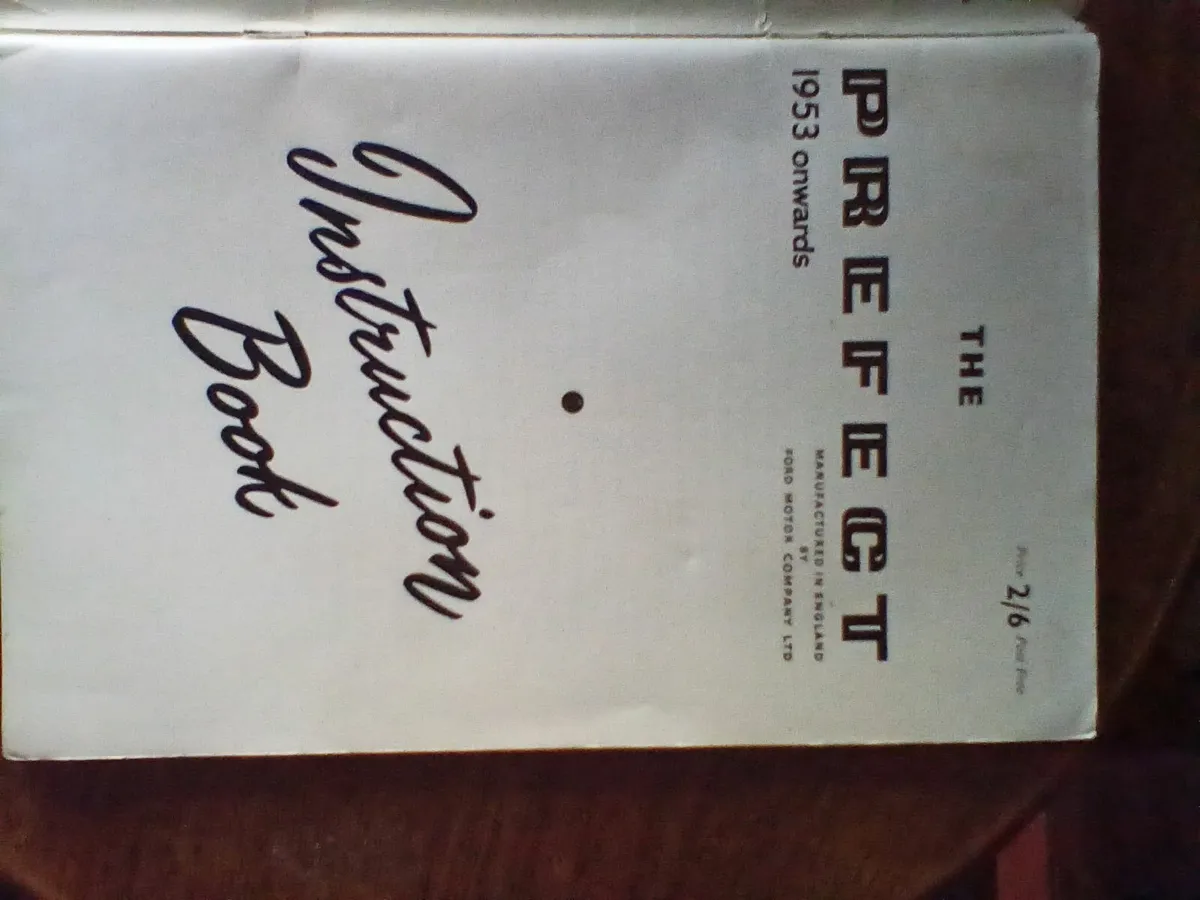 Price 2/6 Post Free
THE
PREFECT
1953 onwards
MANUFACTURED IN ENGLAND
BY
FORD MOTOR COMPANY LTD
Instruction
Book